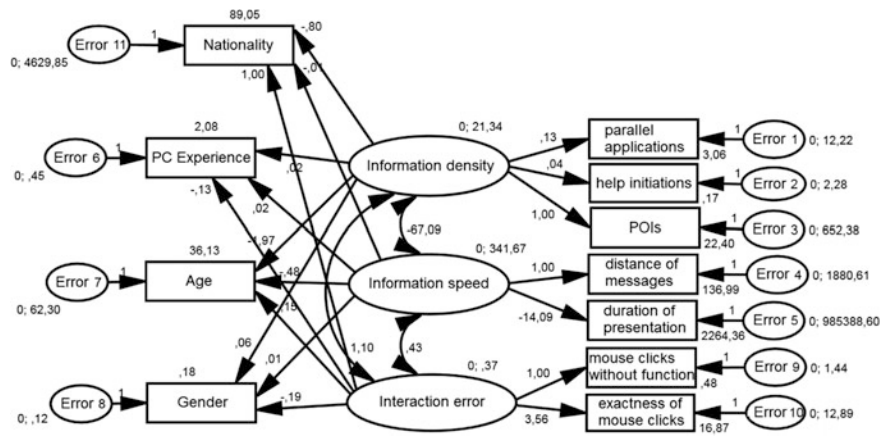 89,05
Error 11
1
Nationality
-,80
0; 4629,85
1,00
-,01
2,08
0; 21,34
,13
parallel
applications
1
Error 1
0; 12,22
3,06
Error 6
1
PC Experience
Information density
,02
,04
help initiations
1
Error 2
0; 2,28
0; ,45
-,13
,02
,17
1,00
POIs
1
Error 3
0; 652,38
22,40
-67,09
36,13
-1,97
0; 341,67
Error 7
1
Age
-,48
Information speed
1,00
distance of
messages
1
Error 4
0; 1880,61
136,99
0; 62,30
,15
-14,09
duration of
presentation
1
Error 5
0; 985388,60
2264,36
,06
,01
1,10
,43
,18
0; ,37
1,00
mouse clicks
without function
1
Error 9
0; 1,44
,48
Error 8
1
Gender
-,19
Interaction error
3,56
exactness of
mouse clicks
1
Error 10
0; 12,89
16,87
0; ,12